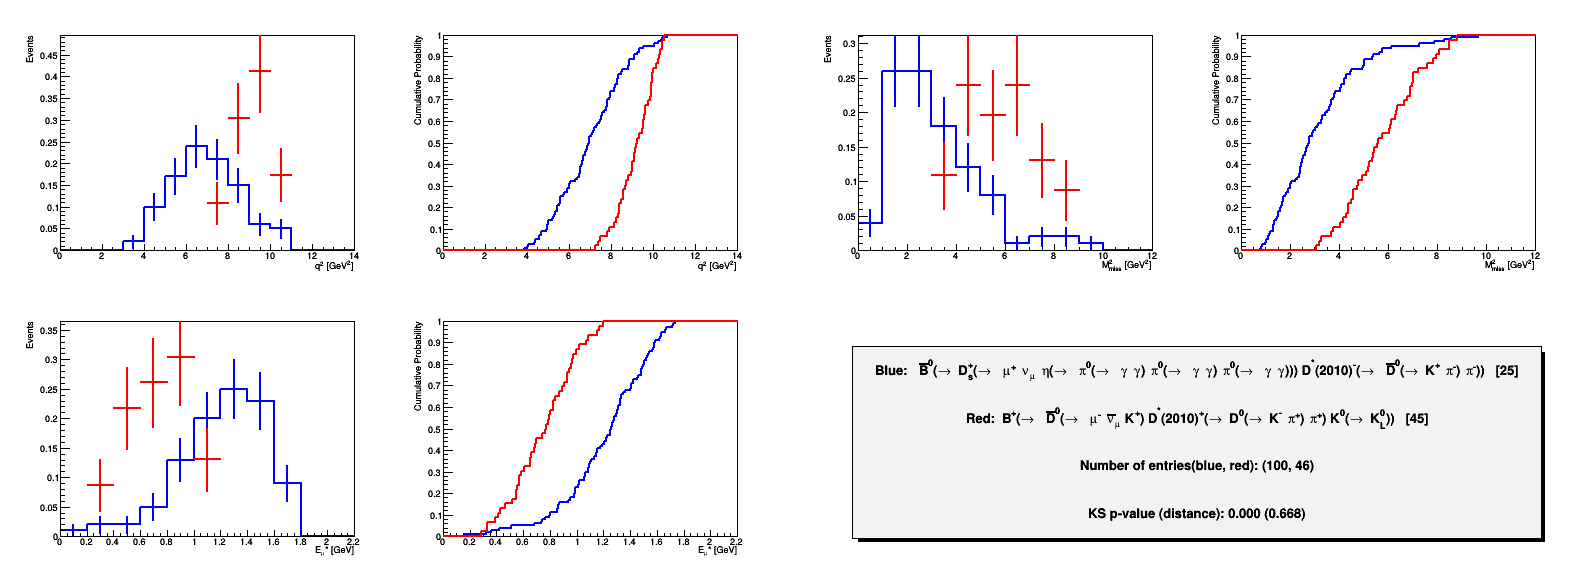 Events
0.45
0.4
0.35
0.3
0.25
0.2
0.15
0.1
0.05
0
0 2 4 6 8 10 12 14
q² [GeV²]
Cumulative Probability
1
0.9
0.8
0.7
0.6
0.5
0.4
0.3
0.2
0.1
0
0 2 4 6 8 10 12 14
q² [GeV²]
Events
0.3
0.25
0.2
0.15
0.1
0.05
0
0 2 4 6 8 10 12
M²miss [GeV²]
Cumulative Probability
1
0.9
0.8
0.7
0.6
0.5
0.4
0.3
0.2
0.1
0
0 2 4 6 8 10 12
M²miss [GeV²]
Events
0.35
0.3
0.25
0.2
0.15
0.1
0.05
0
0 0.2 0.4 0.6 0.8 1 1.2 1.4 1.6 1.8 2 2.2
Eμ* [GeV]
Cumulative Probability
1
0.9
0.8
0.7
0.6
0.5
0.4
0.3
0.2
0.1
0
0 0.2 0.4 0.6 0.8 1 1.2 1.4 1.6 1.8 2 2.2
Eμ* [GeV]
Blue: B̅⁰(→ Dₛ⁺(→ μ⁺ νμ η(→ π⁰(→ γ γ) π⁰(→ γ γ) π⁰(→ γ γ))) D*(2010)⁻(→ D̅⁰(→ K⁺ π⁻) π⁻)) [25]
Red: B⁺(→ D̅⁰(→ μ⁻ ν̅μ K⁺) D*(2010)⁺(→ D⁰(→ K⁻ π⁺) π⁺) K⁰(→ K⁰L)) [45]
Number of entries(blue, red): (100, 46)
KS p-value (distance): 0.000 (0.668)